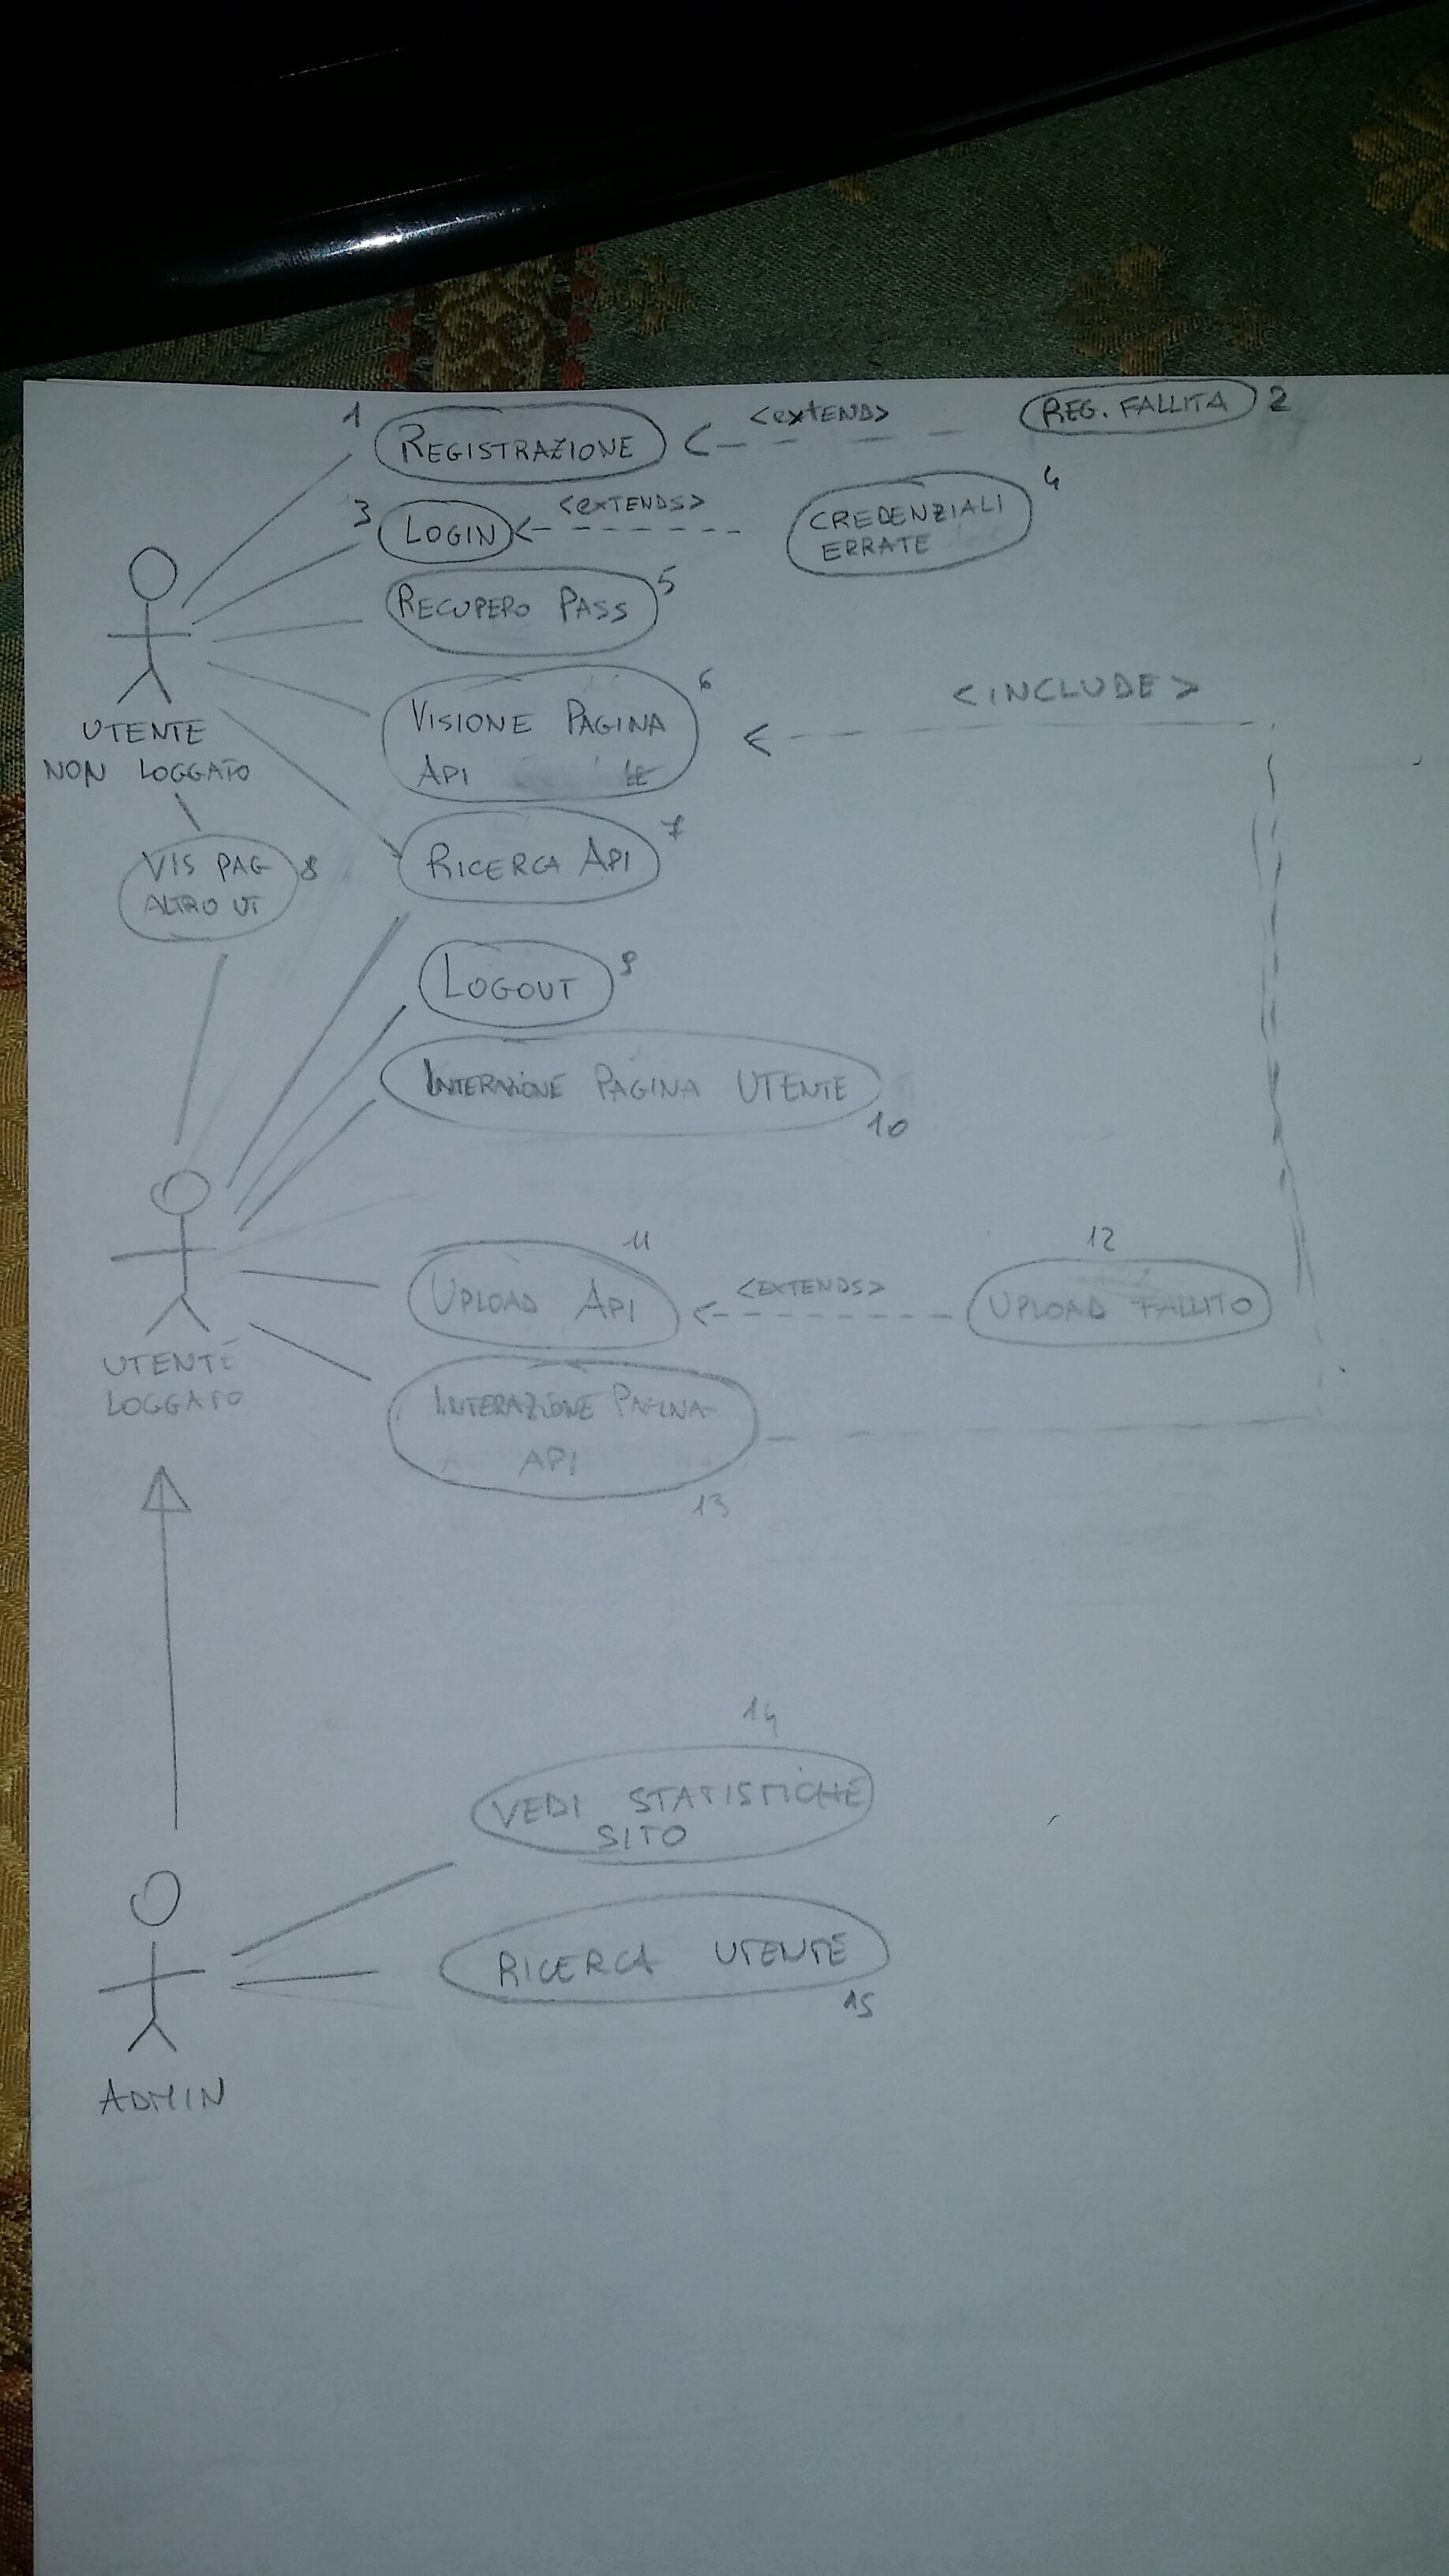 1
REGISTRAZIONE
<extend>
REG. FALLITA
2
3
LOGIN
<extends>
CREDENZIALI
ERRATE
4
RECUPERO PASS
5
UTENTE
NON LOGGATO
VISIONE PAGINA
API
6
<INCLUDE>
RICERCA API
7
VIS PAG
ALTRO UT
8
LOGOUT
9
INTERAZIONE PAGINA UTENTE
10
UTENTE
LOGGATO
UPLOAD API
11
<EXTENDS>
UPLOAD FALLITO
12
INTERAZIONE PAGINA
API
13
14
VEDI STATISTICHE
SITO
RICERCA UTENTE
15
ADMIN